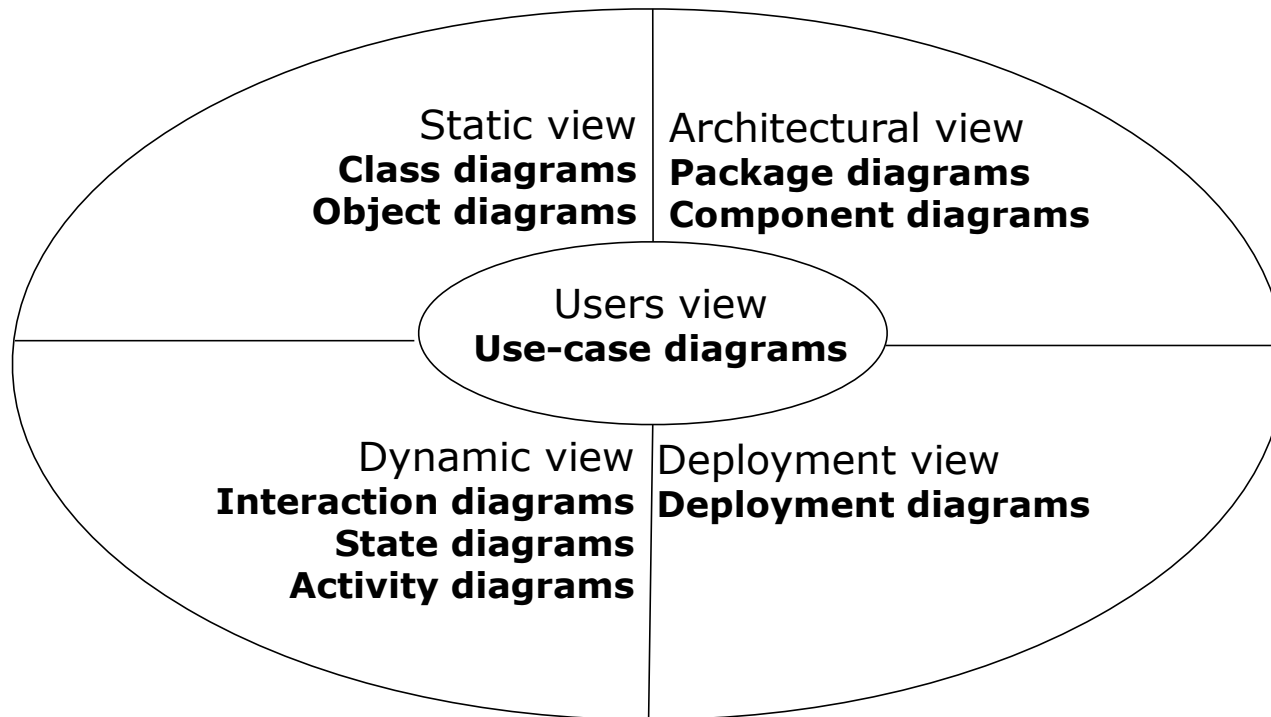 Static view
Class diagrams
Object diagrams
Architectural view
Package diagrams
Component diagrams
Users view
Use-case diagrams
Dynamic view
Interaction diagrams
State diagrams
Activity diagrams
Deployment view
Deployment diagrams